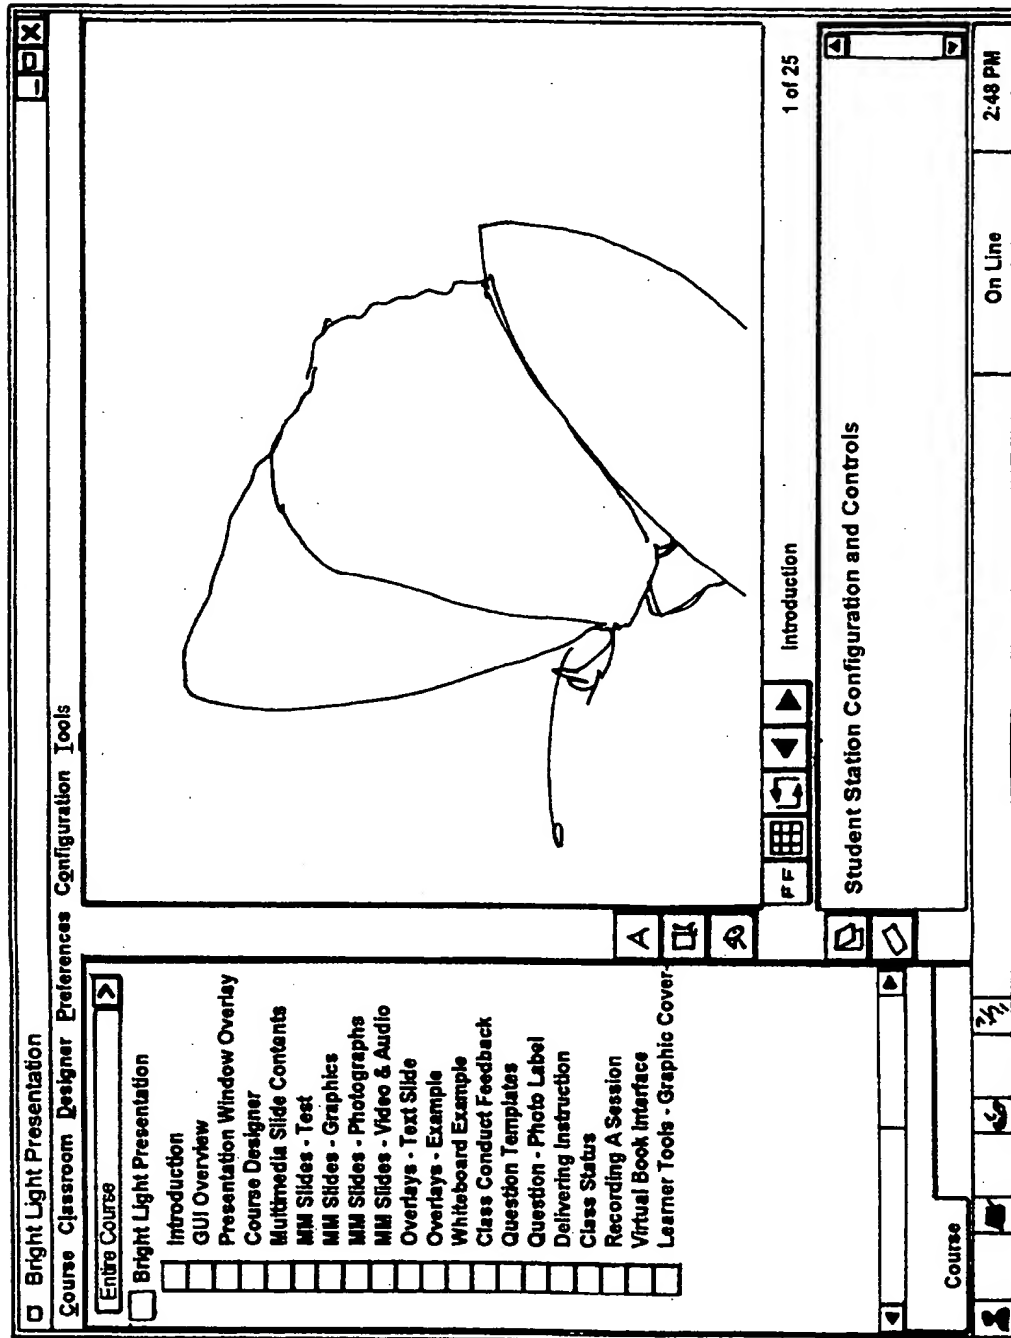 Bright Light Presentation
Course Classroom Designer Preferences Configuration Tools
Entire Course
Bright Light Presentation
Introduction
GUI Overview
Presentation Window Overlay
Course Designer
Multimedia Slide Contents
MM Slides - Test
MM Slides - Graphics
MM Slides - Photographs
MM Slides - Video & Audio
Overlays - Text Slide
Overlays - Example
Whiteboard Example
Class Conduct Feedback
Question Templates
Question - Photo Label
Delivering Instruction
Class Status
Recording A Session
Virtual Book Interface
Learner Tools - Graphic Cover-
A
FF
Introduction
1 of 25
Student Station Configuration and Controls
Course
On Line
2:48 PM